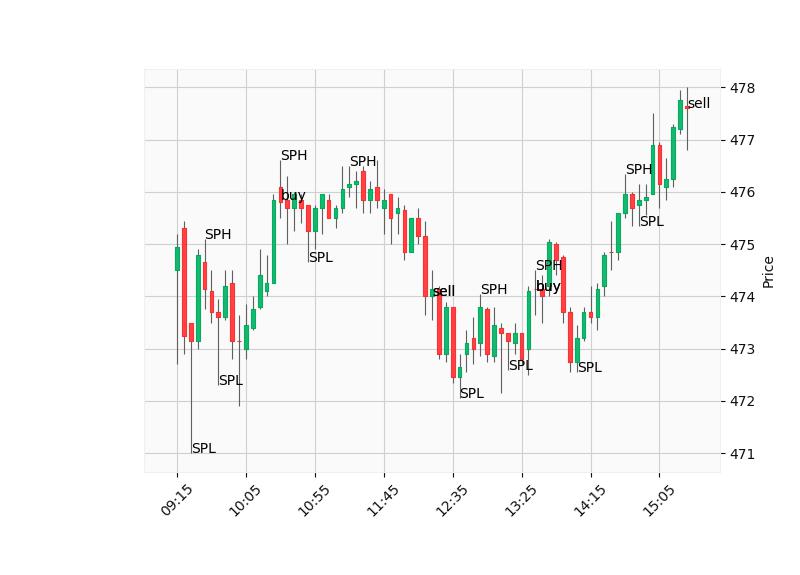 478
sell
477
SPH
SPH
SPH
buy
476
SPH
SPL
475
SPL
SPH
buy
sell
SPH
474
473
SPL
SPL
SPL
SPL
472
SPL
471
Price
09:15
10:05
10:55
11:45
12:35
13:25
14:15
15:05